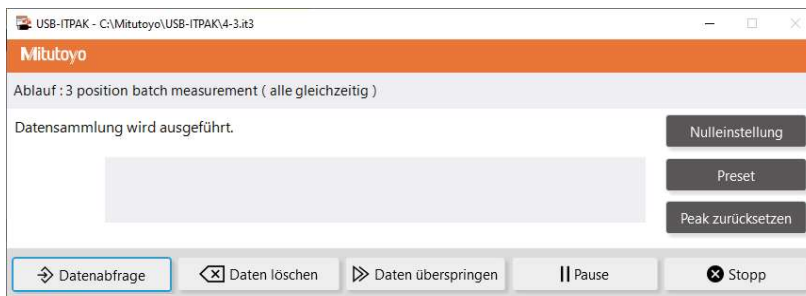 USB-ITPAK - C:\Mitutoyo\USB-ITPAK\4-3.it3
Mitutoyo
Ablauf : 3 position batch measurement ( alle gleichzeitig )
Datensammlung wird ausgeführt.
Nulleinstellung
Preset
Peak zurücksetzen
Datenabfrage
Daten löschen
Daten überspringen
Pause
Stopp